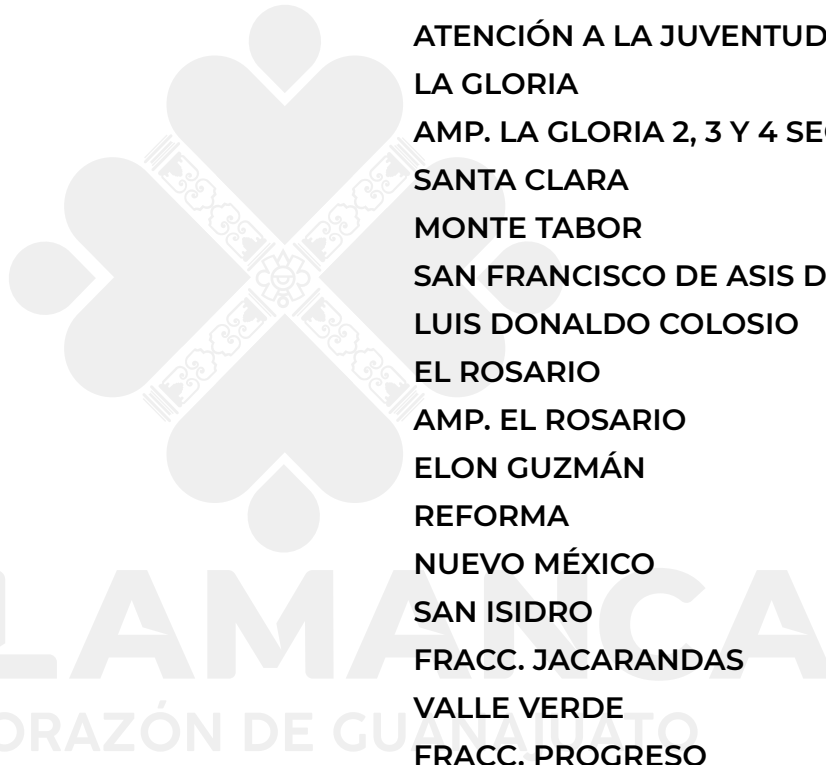 ATENCIÓN A LA JUVENTUD
LA GLORIA
AMP. LA GLORIA 2, 3 Y 4
SANTA CLARA
MONTE TABOR
SAN FRANCISCO DE ASIS
LUIS DONALDO COLOSIO
EL ROSARIO
AMP. EL ROSARIO
ELON GUZMÁN
REFORMA
NUEVO MÉXICO
SAN ISIDRO
FRACC. JACARANDAS
VALLE VERDE
FRACC. PROGRESO
LAMANCA
ORAZÓN DE GUANAJUATO